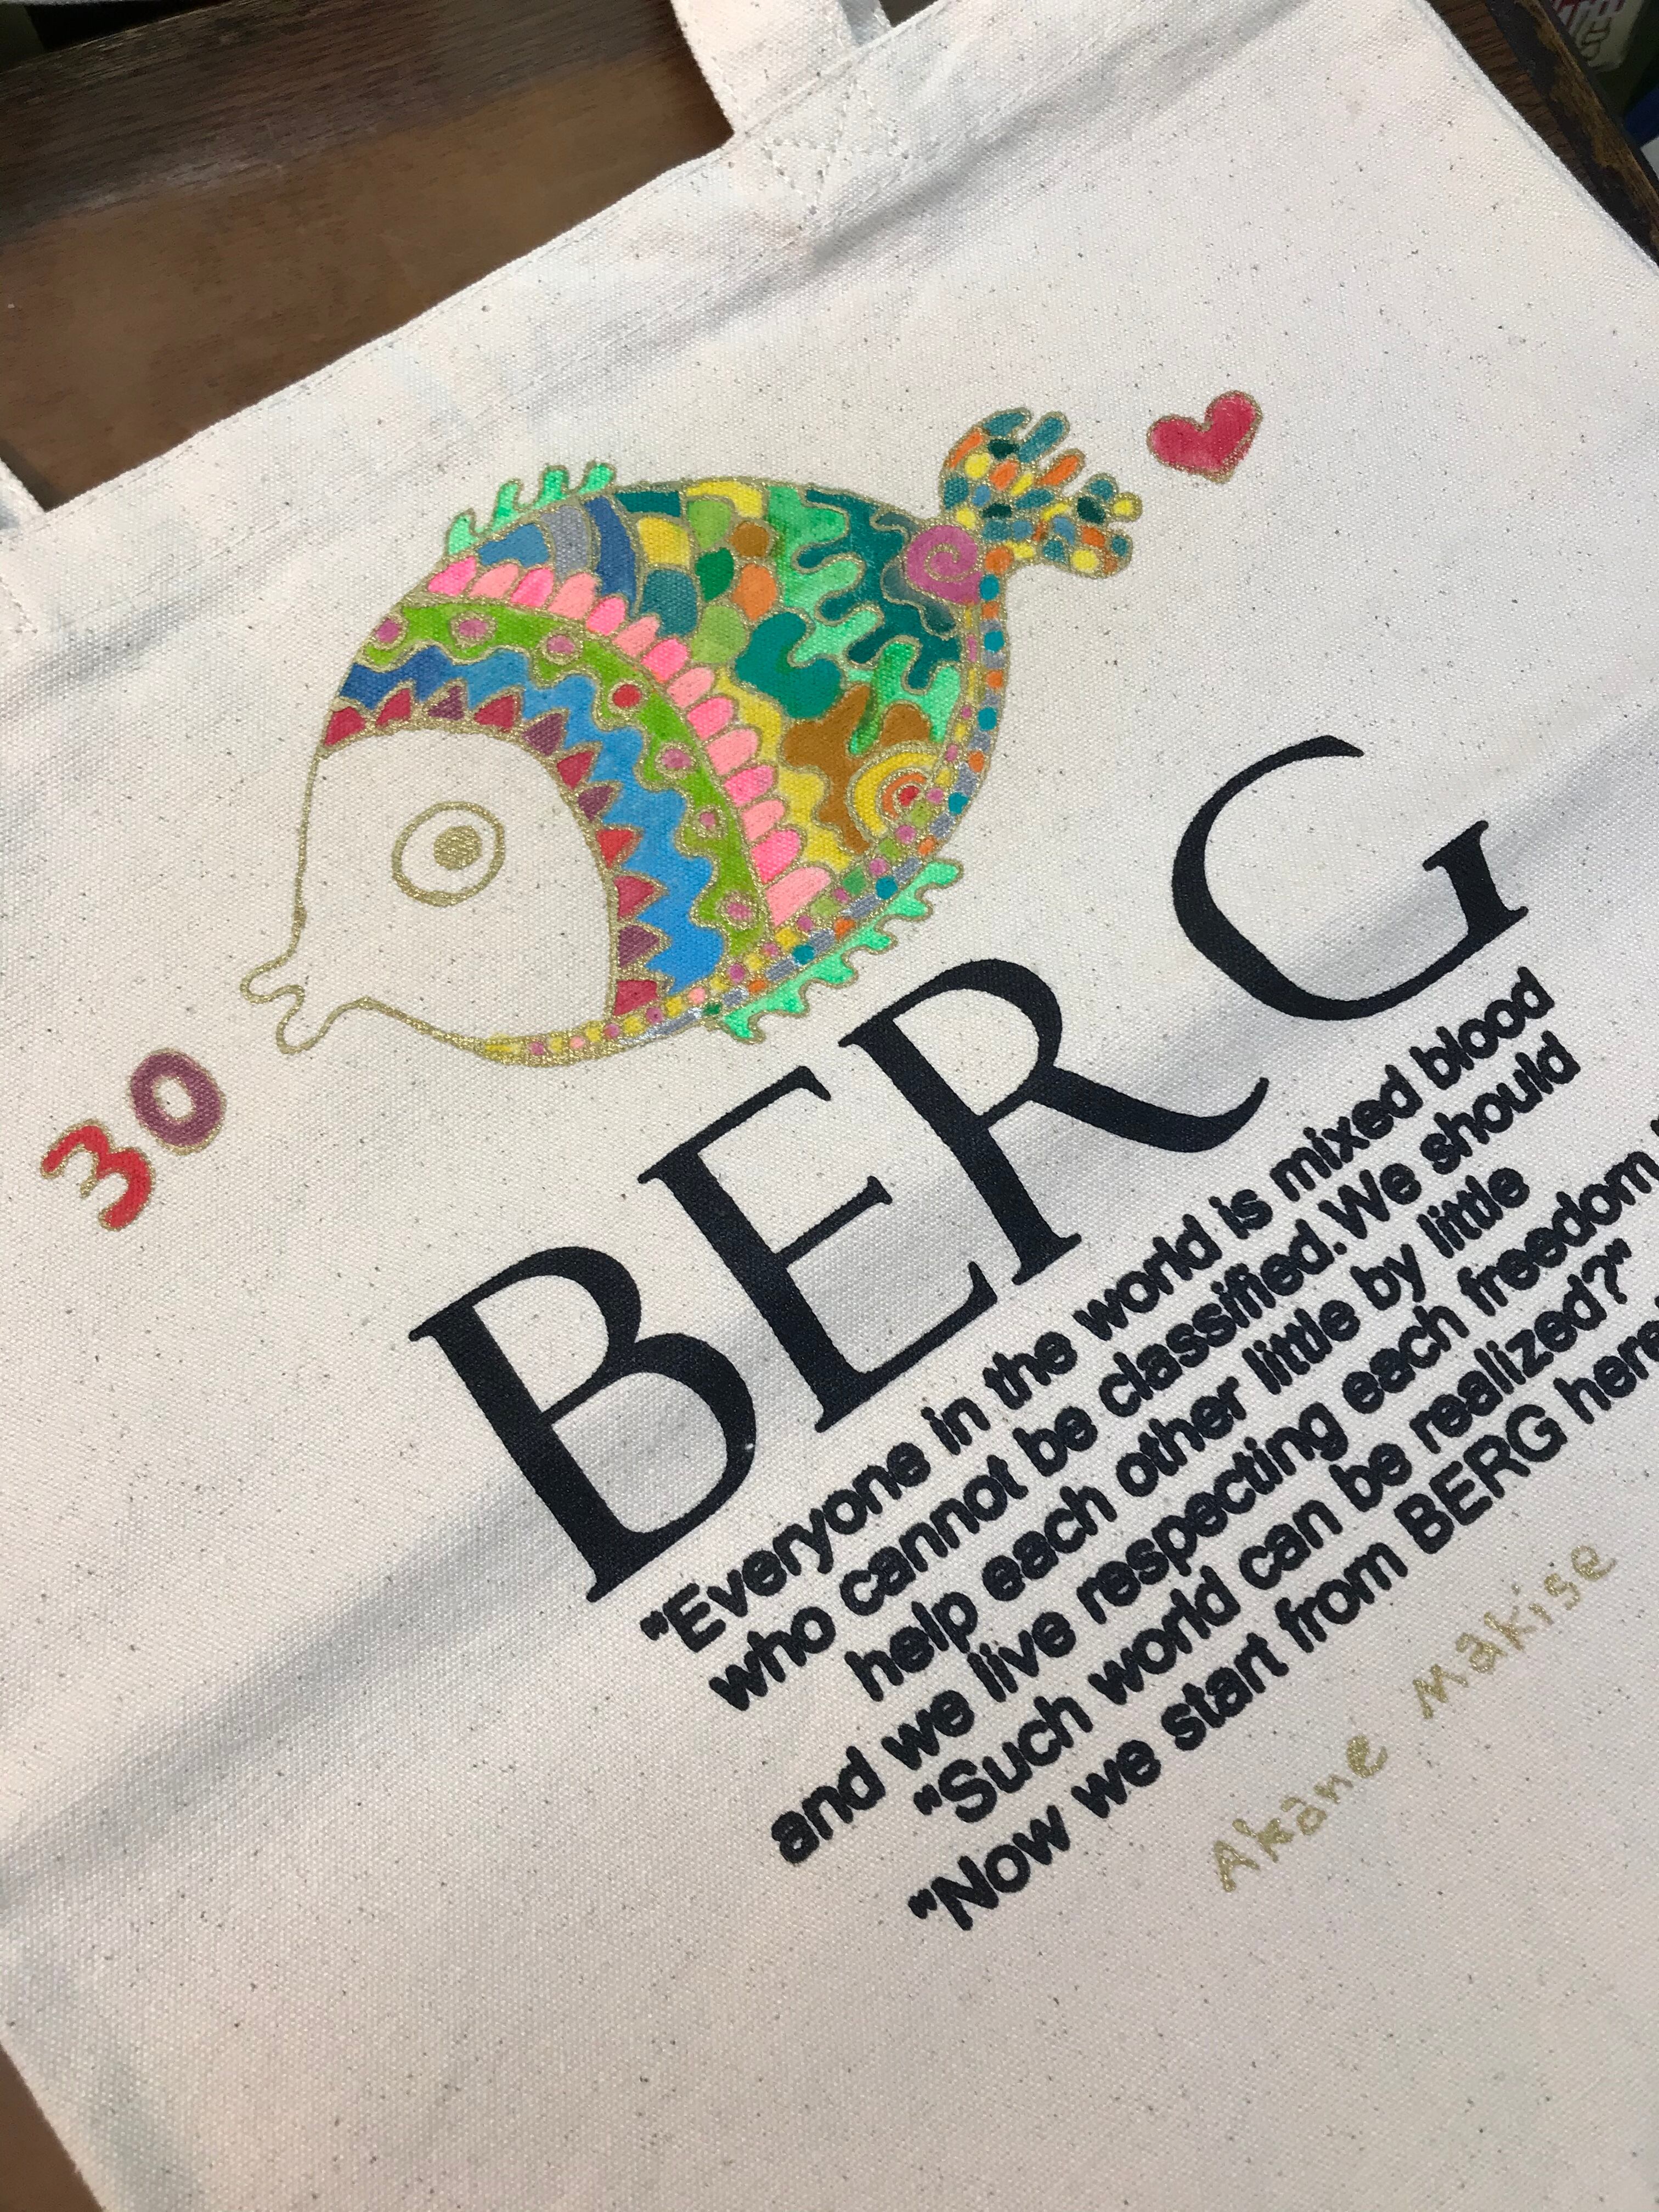 30
BERG
"Everyone in the world is mixed blood
who cannot be classified.We should
help each other little by little
and we live respecting each freedom
"Such world can be realized?"
"Now we start from BERG here
Akane Makise